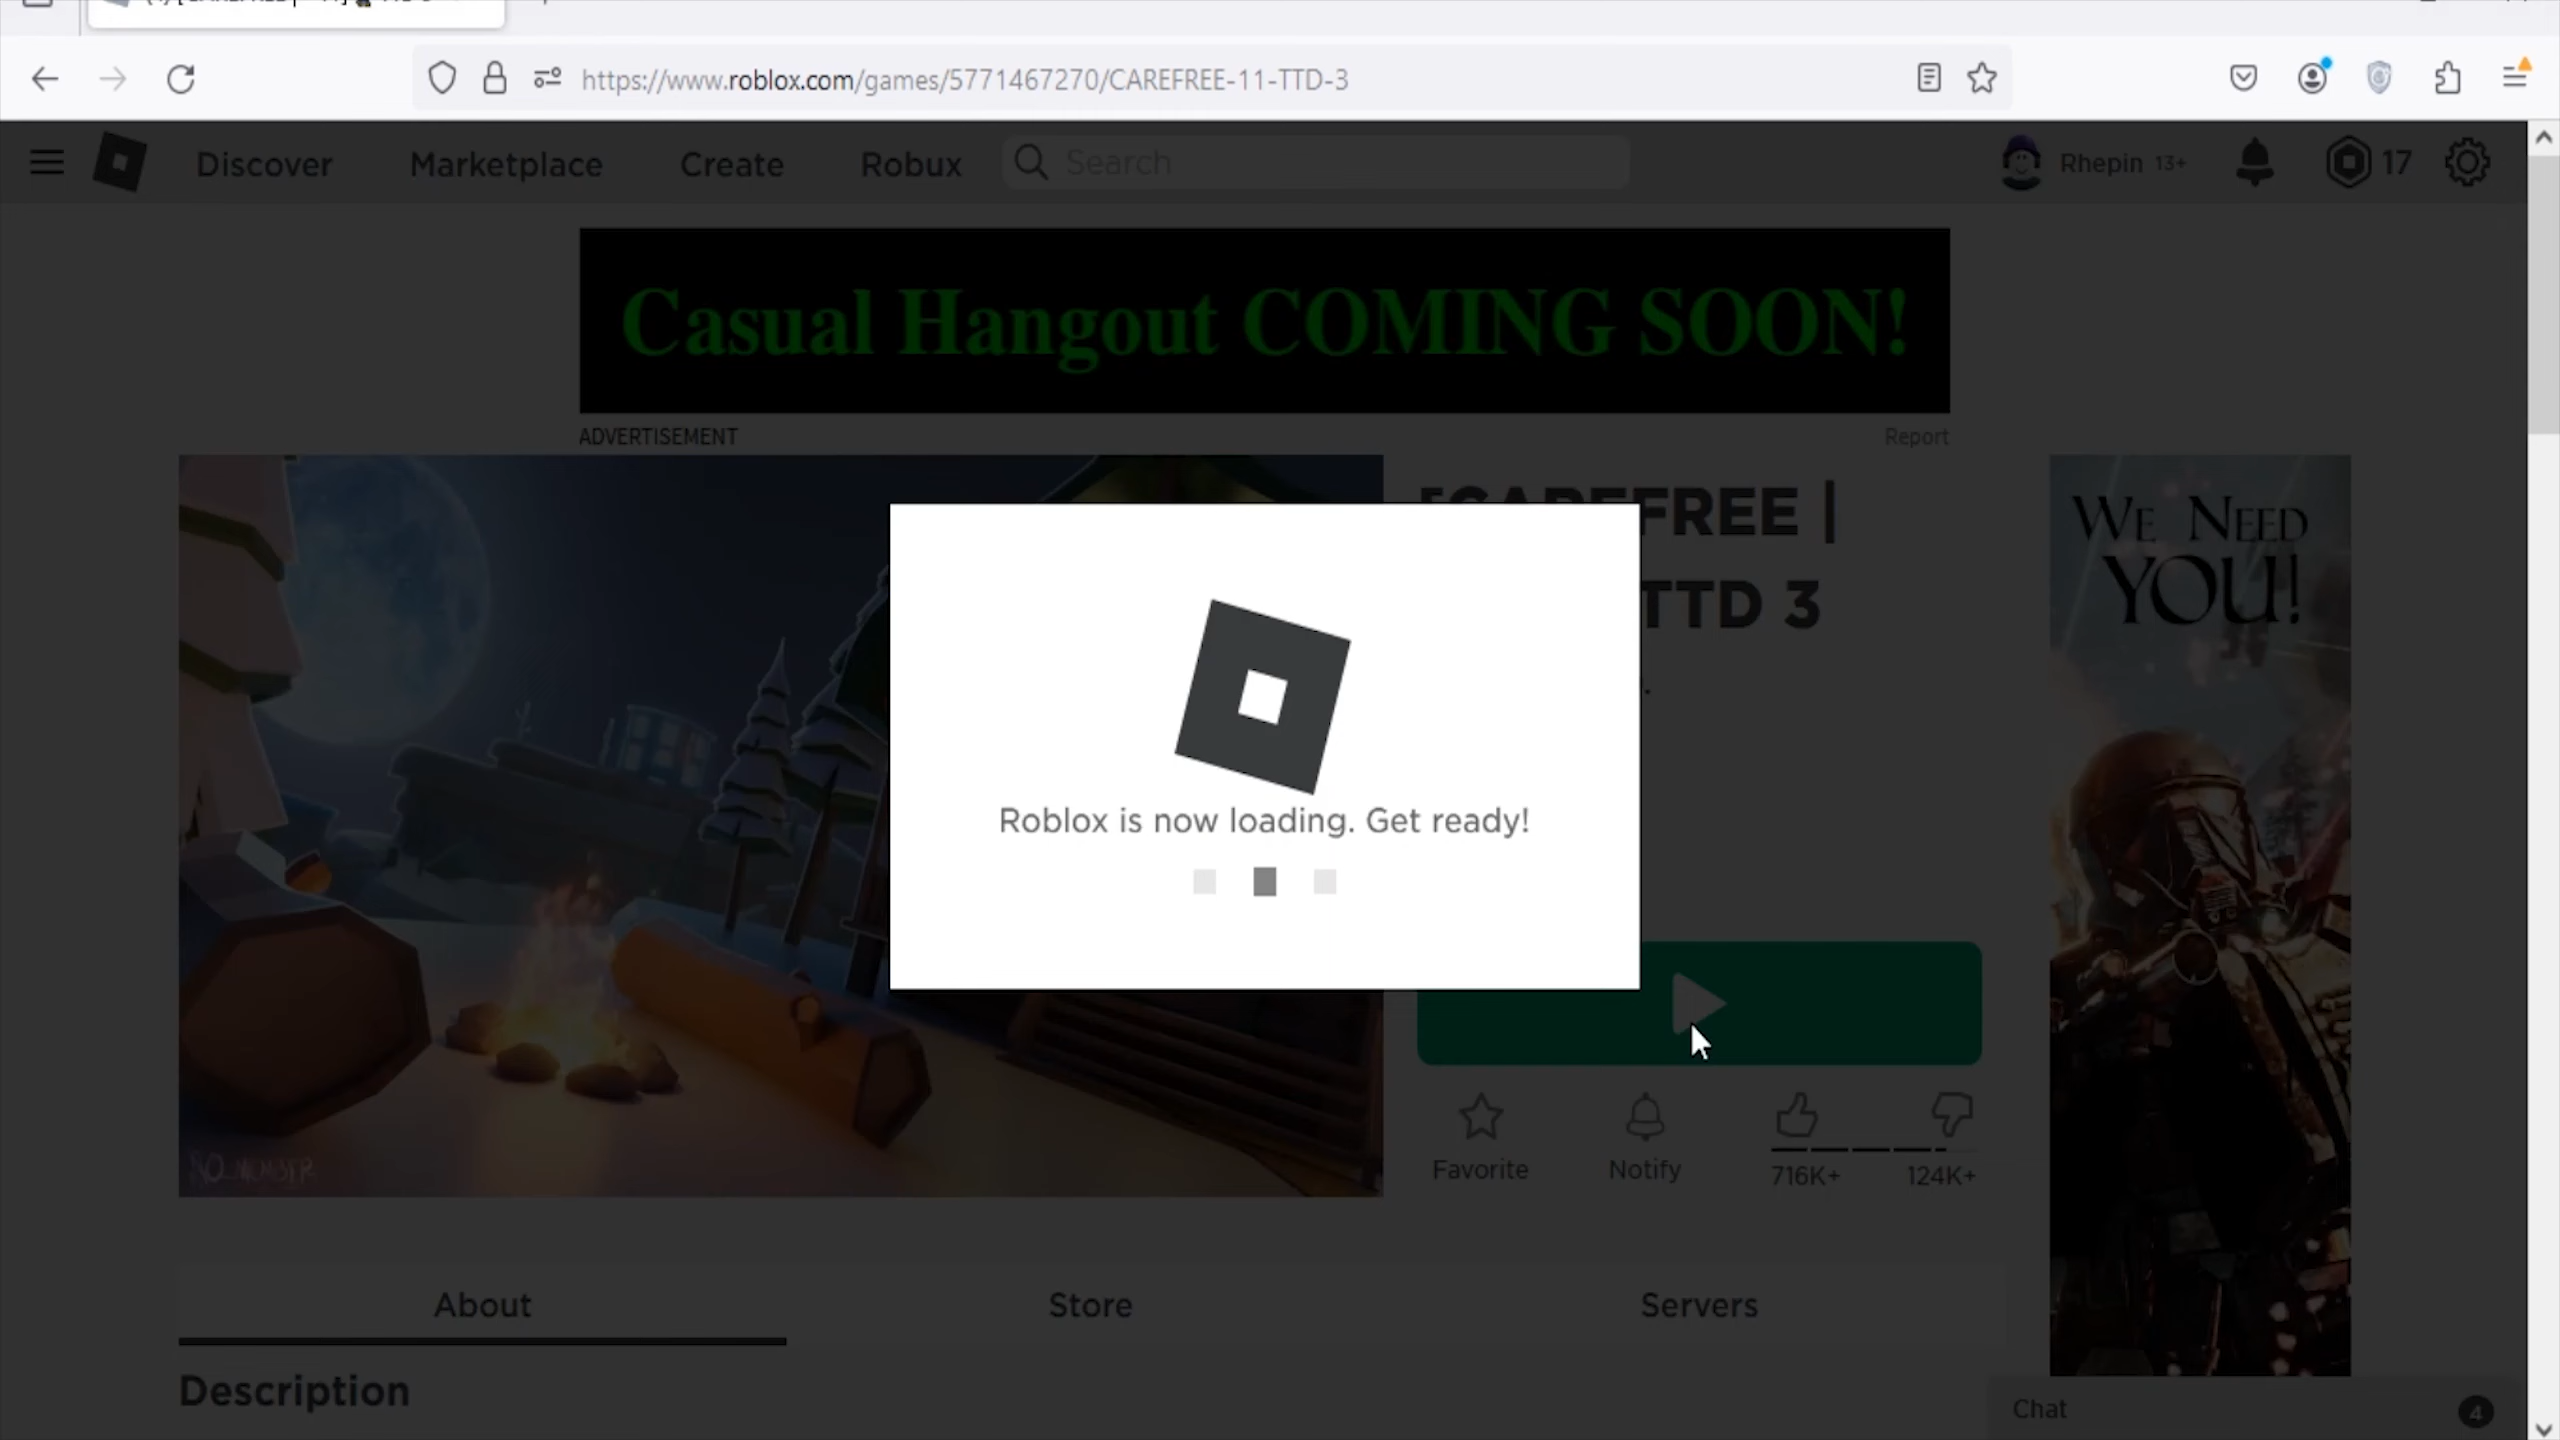 https://www.roblox.com/games/5771467270/CAREFREE-11-TTD-3
Discover
Marketplace
Create
Robux
Search
Rhepin 13+
17
Casual Hangout COMING SOON!
ADVERTISEMENT
Report
[CAREFREE |
TTD 3
WE NEED
YOU!
Roblox is now loading. Get ready!
Favorite
Notify
716K+
124K+
About
Store
Servers
Description
Chat
4